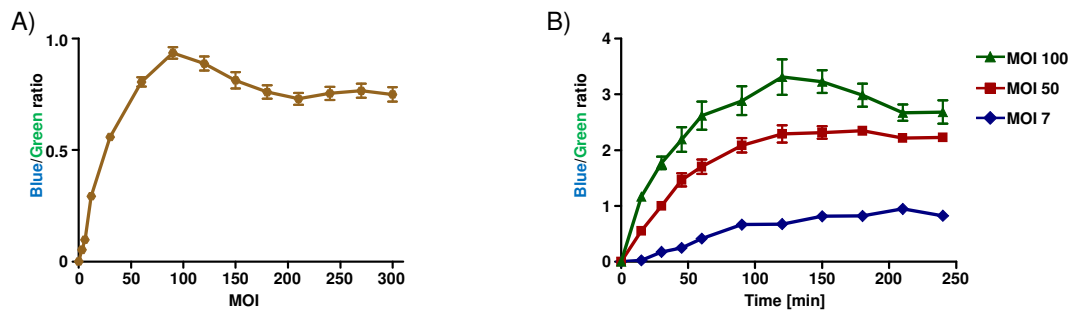 A)
Blue/Green ratio
1.0
0.5
0
0 50 100 150 200 250 300
MOI
B)
Blue/Green ratio
4
3
2
1
0
0 50 100 150 200 250
Time [min]
MOI 100
MOI 50
MOI 7